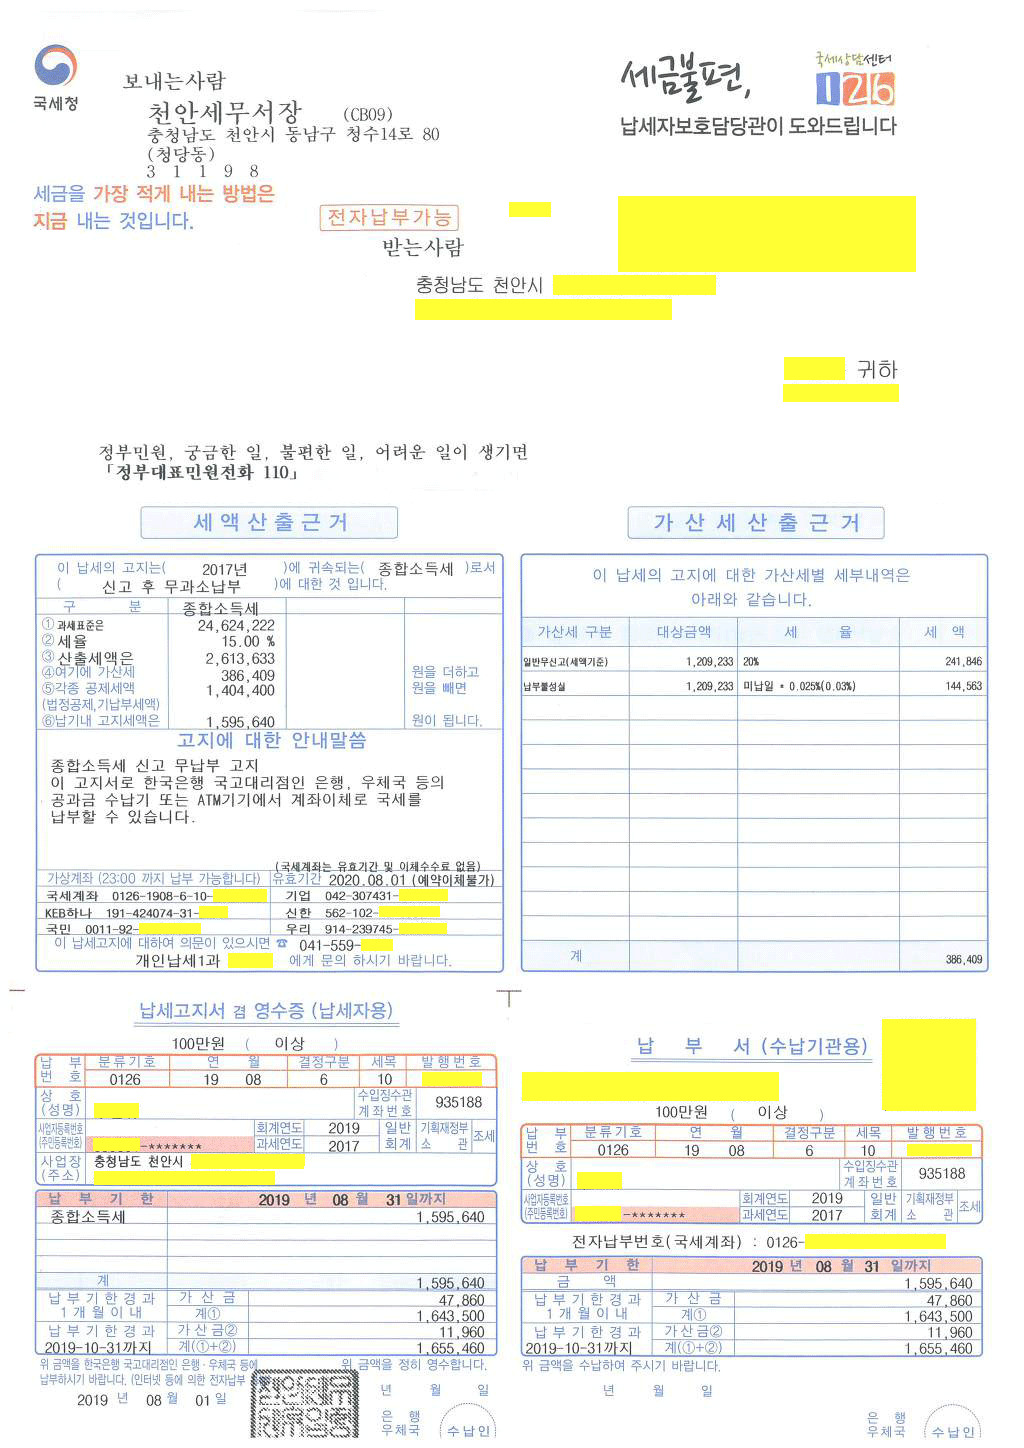 국세청
보내는사람
천안세무서장 (CB09)
충청남도 천안시 동남구 청수14로 80
(청당동)
3 1 1 9 8
세금을 가장 적게 내는 방법은
지금 내는 것입니다.
세금불편,
국세상담센터
126
납세자보호담당관이 도와드립니다
전자납부가능
받는사람
충청남도 천안시
귀하
정부민원, 궁금한 일, 불편한 일, 어려운 일이 생기면
「정부대표민원전화 110」
세액산출근거
이 납세의 고지는( 2017년 )에 귀속되는( 종합소득세 )로서
( 신고 후 무과소납부 )에 대한 것 입니다.
구 분 종합소득세
① 과세표준은 24,624,222
② 세율 15.00 %
③ 산출세액은 2,613,633
④여기에 가산세 386,409 원을 더하고
⑤각종 공제세액 1,404,400 원을 빼면
(법정공제,기납부세액)
⑥납기내 고지세액은 1,595,640 원이 됩니다.
고지에 대한 안내말씀
종합소득세 신고 무납부 고지
이 고지서로 한국은행 국고대리점인 은행, 우체국 등의
공과금 수납기 또는 ATM기기에서 계좌이체로 국세를
납부할 수 있습니다.
(국세계좌는 유효기간 및 이체수수료 없음)
가상계좌 (23:00 까지 납부 가능합니다) 유효기간 2020.08.01 (예약이체불가)
국세계좌 0126-1908-6-10- 기업 042-307431-
KEB하나 191-424074-31- 신한 562-102-
국민 0011-92- 우리 914-239745-
이 납세고지에 대하여 의문이 있으시면 ☎ 041-559-
개인납세1과 에게 문의 하시기 바랍니다.
가산세산출근거
이 납세의 고지에 대한 가산세별 세부내역은
아래와 같습니다.
가산세 구분 대상금액 세 율 세 액
일반무신고(세액기준) 1,209,233 20% 241,846
납부불성실 1,209,233 미납일 * 0.025%(0.03%) 144,563
계 386,409
납세고지서 겸 영수증 (납세자용)
100만원 ( 이상 )
납 부 번 호 분류기호 연 월 결정구분 세목 발행번호
0126 19 08 6 10
상 호 (성명) 수입징수관 계좌번호 935188
사업자등록번호 (주민등록번호) -******* 회계연도 2019 일반 회계 기획재정부 소 관 조세
과세연도 2017
사업장 (주소) 충청남도 천안시
납 부 기 한 2019 년 08 월 31 일까지
종합소득세 1,595,640
계 1,595,640
납부기한경과 1개월이내 가 산 금 47,860
계① 1,643,500
납부기한경과 가산금② 11,960
2019-10-31까지 계(①+②) 1,655,460
위 금액을 한국은행 국고대리점인 은행·우체국 등에
납부하시기 바랍니다. (인터넷 등에 의한 전자납부
위 금액을 정히 영수합니다.
2019 년 08 월 01 일
년 월 일
은 행
우체국
수납인
납 부 서 (수납기관용)
100만원 ( 이상 )
납 부 번 호 분류기호 연 월 결정구분 세목 발행번호
0126 19 08 6 10
상 호 (성명) 수입징수관 계좌번호 935188
사업자등록번호 (주민등록번호) -******* 회계연도 2019 일반 회계 기획재정부 소 관 조세
과세연도 2017
전자납부번호(국세계좌) : 0126-
납 부 기 한 2019 년 08 월 31 일까지
금 액 1,595,640
납부기한경과 1개월이내 가 산 금 47,860
계① 1,643,500
납부기한경과 가산금② 11,960
2019-10-31까지 계(①+②) 1,655,460
위 금액을 수납하여 주시기 바랍니다.
년 월 일
은 행
우체국
수납인